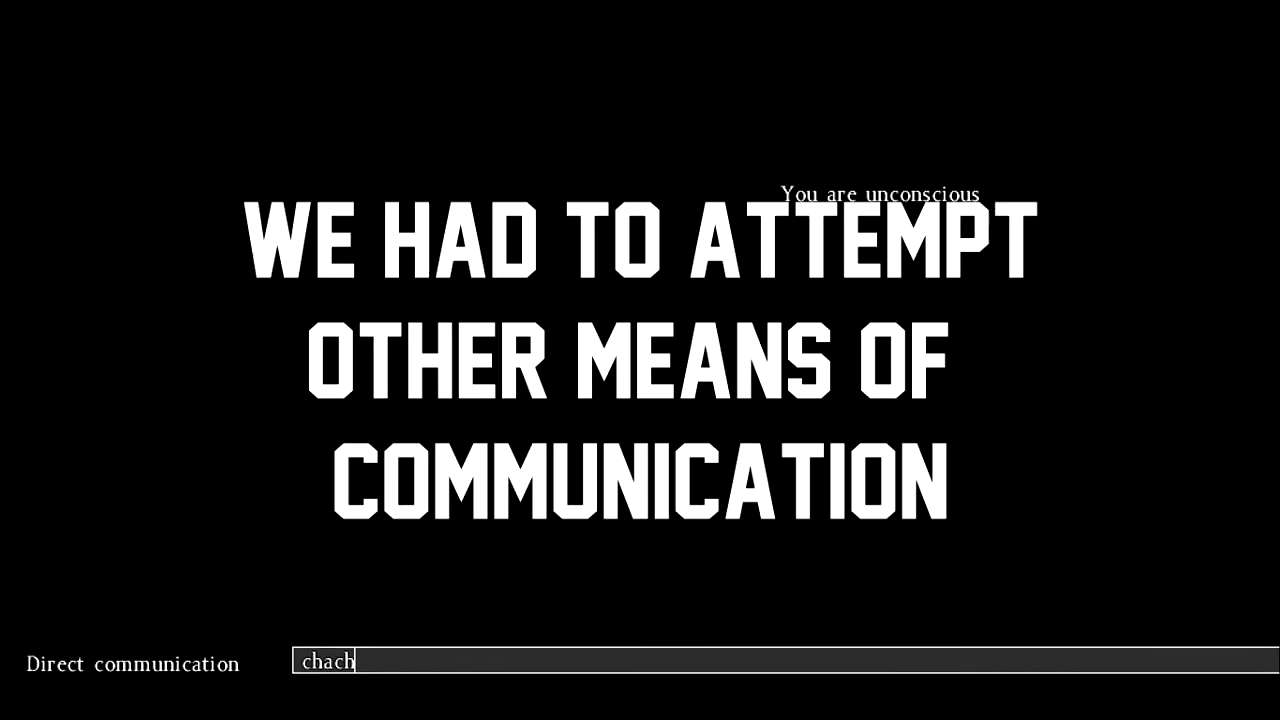 You are unconscious
WE HAD TO ATTEMPT
OTHER MEANS OF
COMMUNICATION
Direct communication
chach